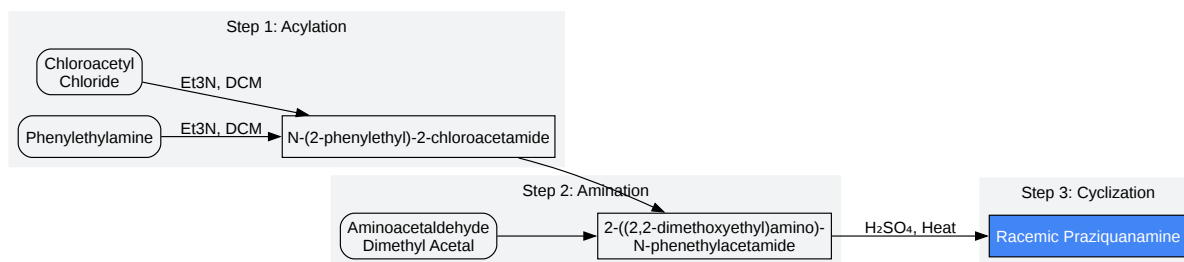 Step 1: Acylation
Chloroacetyl
Chloride
Et3N, DCM
Phenylethylamine
Et3N, DCM
N-(2-phenylethyl)-2-chloroacetamide
Step 2: Amination
Aminoacetaldehyde
Dimethyl Acetal
2-((2,2-dimethoxyethyl)amino)-
N-phenethylacetamide
H₂SO₄, Heat
Step 3: Cyclization
Racemic Praziquanamine